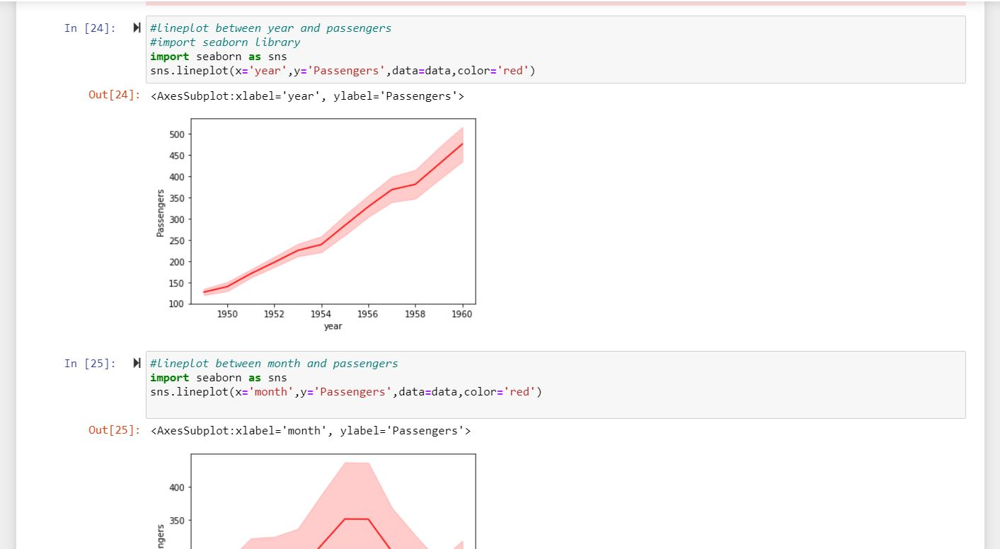 In [24]:
#lineplot between year and passengers
#import seaborn library
import seaborn as sns
sns.lineplot(x='year',y='Passengers',data=data,color='red')
Out[24]: <AxesSubplot:xlabel='year', ylabel='Passengers'>
500
450
400
350
300
250
200
150
100
Passengers
1950 1952 1954 1956 1958 1960
year
In [25]:
#lineplot between month and passengers
import seaborn as sns
sns.lineplot(x='month',y='Passengers',data=data,color='red')
Out[25]: <AxesSubplot:xlabel='month', ylabel='Passengers'>
400
350
ngers